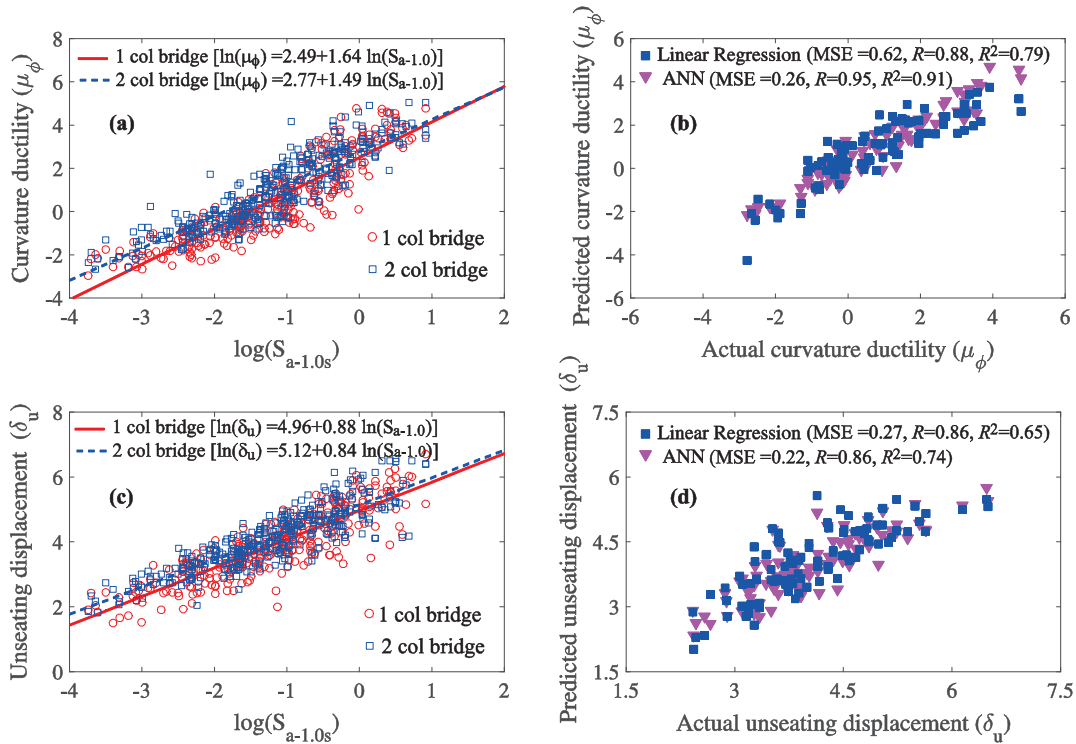 1 col bridge [ln(μϕ) =2.49+1.64 ln(Sa-1.0)]
2 col bridge [ln(μϕ) =2.77+1.49 ln(Sa-1.0)]
(a)
1 col bridge
2 col bridge
8
6
4
2
0
-2
-4
-4 -3 -2 -1 0 1 2
Curvature ductility (μϕ)
log(Sa-1.0s)
Linear Regression (MSE =0.62, R=0.88, R²=0.79)
ANN (MSE =0.26, R=0.95, R²=0.91)
(b)
6
4
2
0
-2
-4
-6
-6 -4 -2 0 2 4 6
Predicted curvature ductility (μϕ)
Actual curvature ductility (μϕ)
1 col bridge [ln(δu) =4.96+0.88 ln(Sa-1.0)]
2 col bridge [ln(δu) =5.12+0.84 ln(Sa-1.0)]
(c)
1 col bridge
2 col bridge
8
6
4
2
0
-4 -3 -2 -1 0 1 2
Unseating displacement (δu)
log(Sa-1.0s)
Linear Regression (MSE =0.27, R=0.86, R²=0.65)
ANN (MSE =0.22, R=0.86, R²=0.74)
(d)
7.5
6
4.5
3
1.5
1.5 3 4.5 6 7.5
Predicted unseating displacement (δu)
Actual unseating displacement (δu)